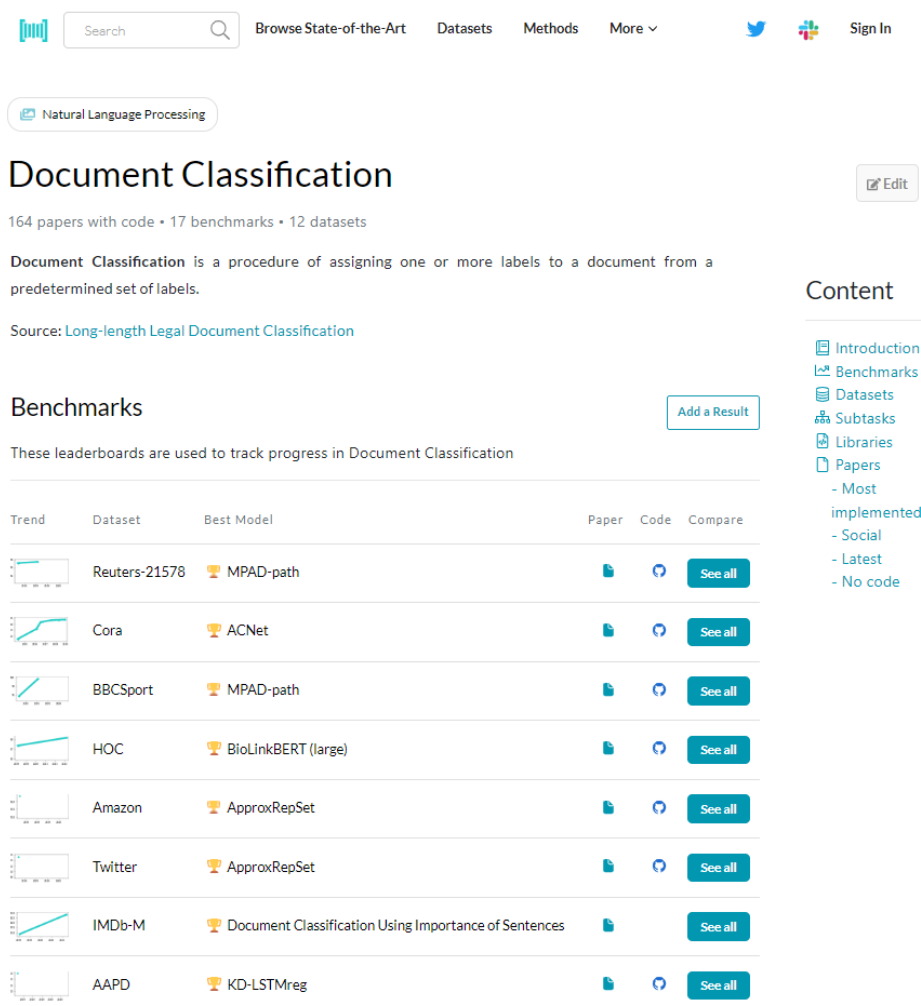 Search
Browse State-of-the-Art
Datasets
Methods
More
Sign In
Natural Language Processing
Document Classification
Edit
164 papers with code • 17 benchmarks • 12 datasets
Document Classification is a procedure of assigning one or more labels to a document from a
predetermined set of labels.
Source: Long-length Legal Document Classification
Content
Introduction
Benchmarks
Datasets
Subtasks
Libraries
Papers
- Most
implemented
- Social
- Latest
- No code
Benchmarks
Add a Result
These leaderboards are used to track progress in Document Classification
Trend Dataset Best Model Paper Code Compare
Reuters-21578 MPAD-path See all
Cora ACNet See all
BBCSport MPAD-path See all
HOC BioLinkBERT (large) See all
Amazon ApproxRepSet See all
Twitter ApproxRepSet See all
IMDb-M Document Classification Using Importance of Sentences See all
AAPD KD-LSTMreg See all